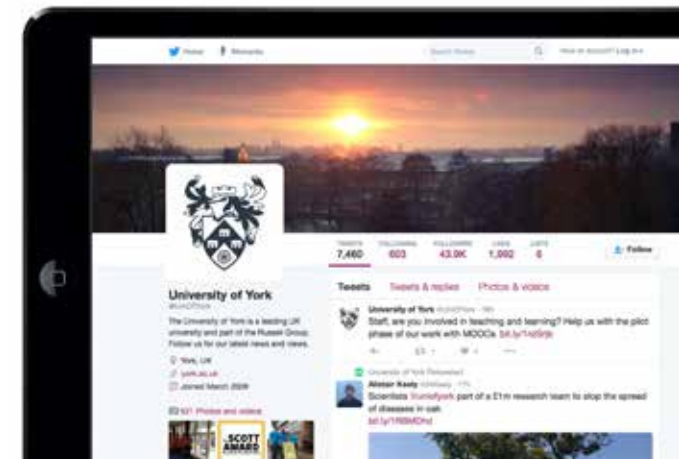 Home Moments
Log in
TWEETS FOLLOWING FOLLOWERS LIKES LISTS
7,460 603 43.9K 1,992 6
Follow
Tweets Tweets & replies Photos & videos
University of York
The University of York is a leading UK
university and part of the Russell Group.
Follow us for our latest news and views.
York, UK
york.ac.uk
Joined March 2009
Photos and videos
University of York
Staff, are you involved in teaching and learning? Help us with the pilot
phase of our work with MOOCs.
University of York Retweeted
Alistair Keely
Scientists part of a £1m research team to stop the spread
of diseases in oak
SCOTT
AWARD